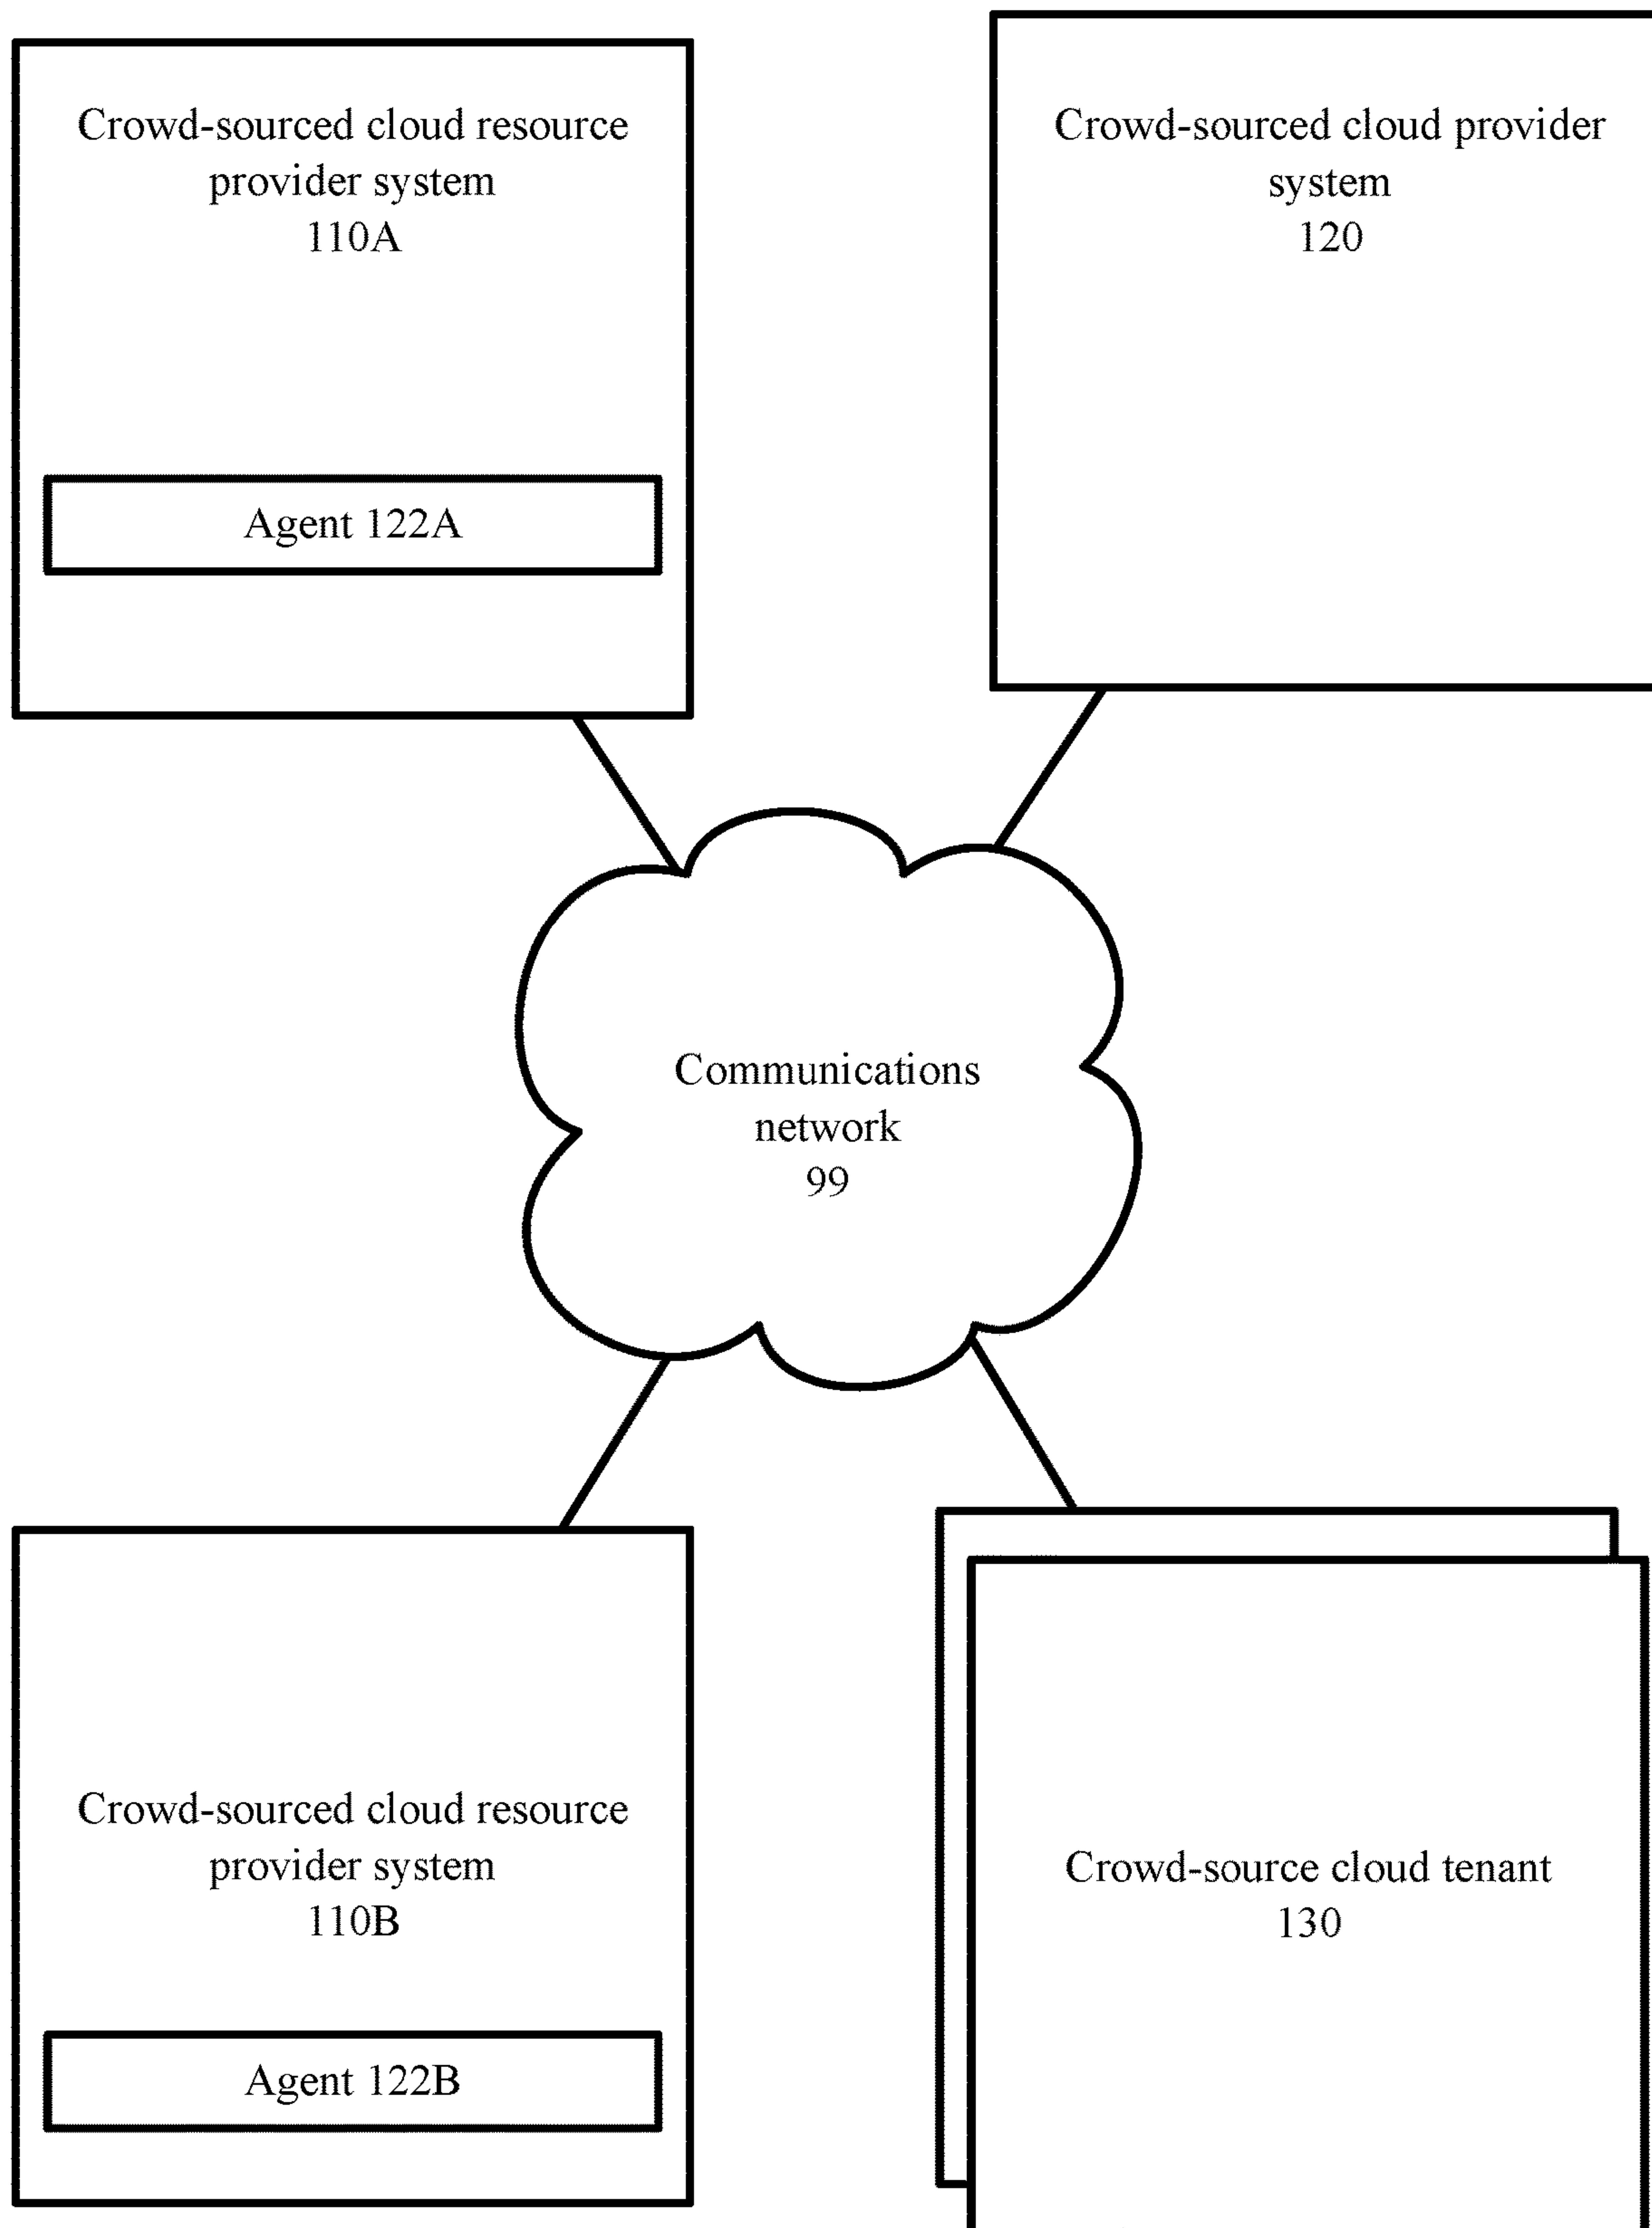 Crowd-sourced cloud resource
provider system
110A
Agent 122A
Crowd-sourced cloud provider
system
120
Communications
network
99
Crowd-sourced cloud resource
provider system
110B
Agent 122B
Crowd-source cloud tenant
130